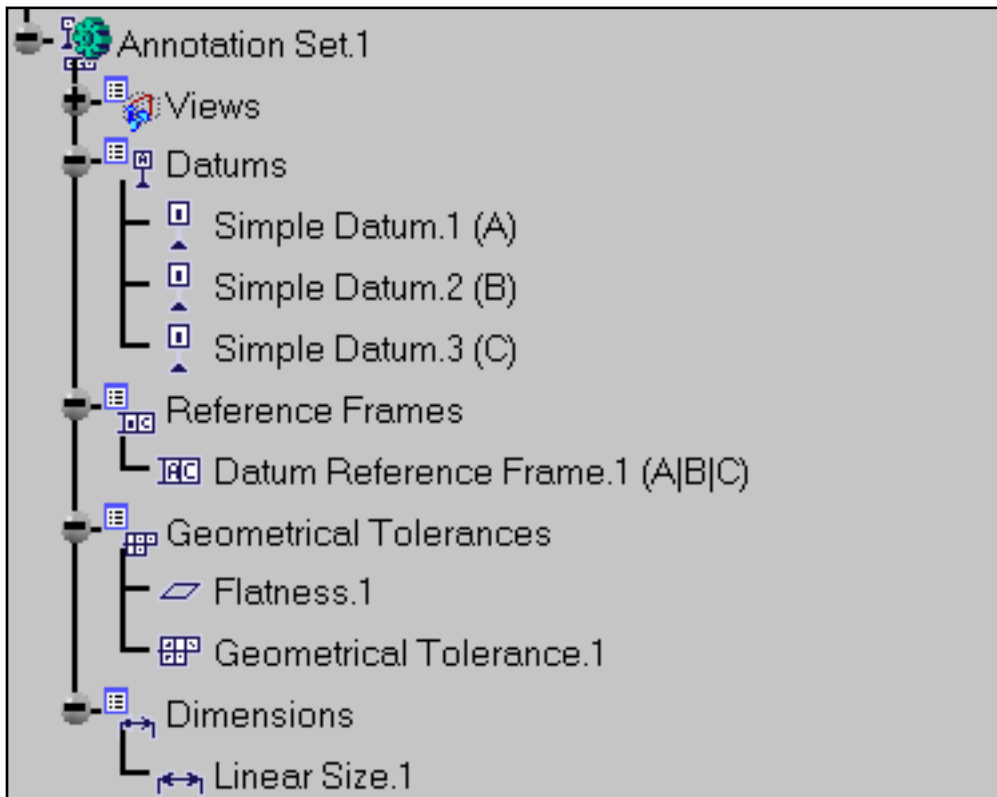 Annotation Set.1
Views
Datums
Simple Datum.1 (A)
Simple Datum.2 (B)
Simple Datum.3 (C)
Reference Frames
Datum Reference Frame.1 (A|B|C)
Geometrical Tolerances
Flatness.1
Geometrical Tolerance.1
Dimensions
Linear Size.1